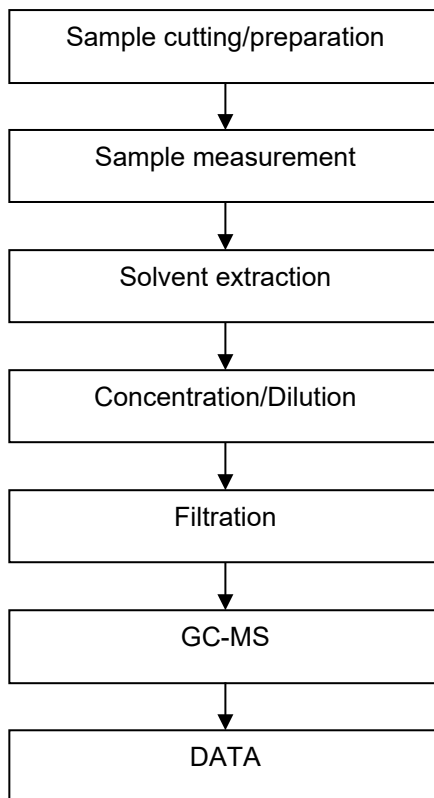 Sample cutting/preparation
Sample measurement
Solvent extraction
Concentration/Dilution
Filtration
GC-MS
DATA